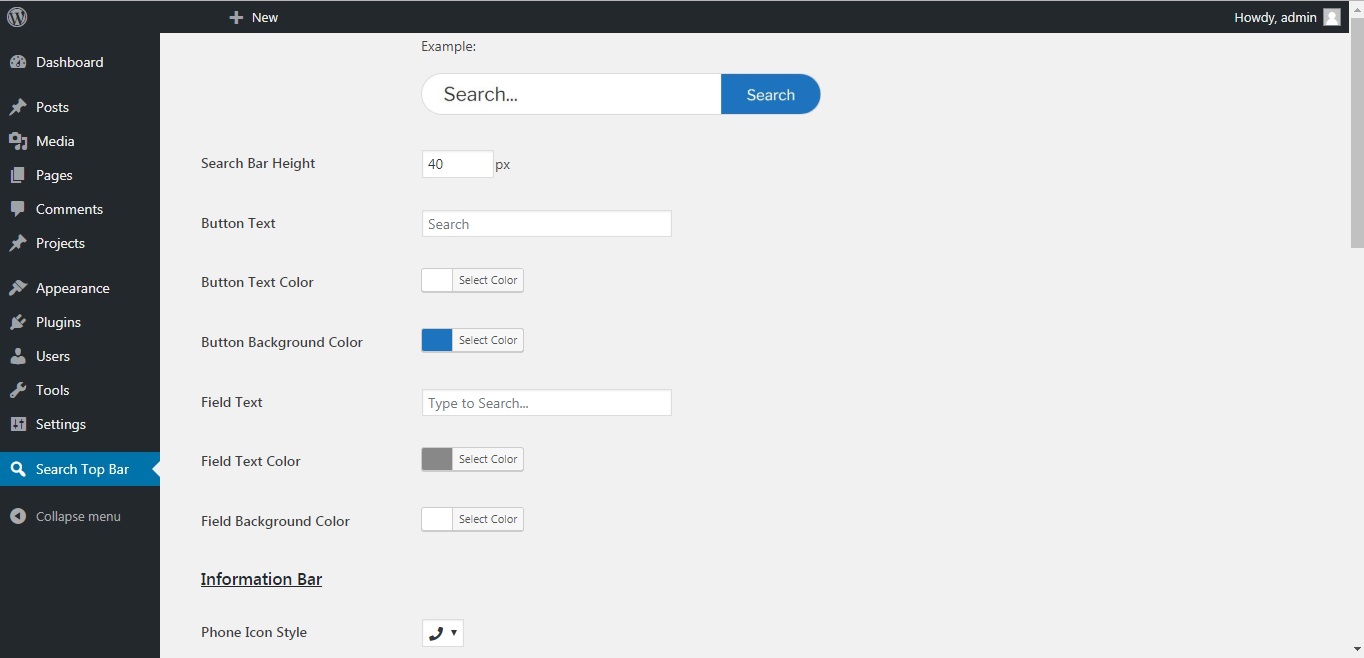 New
Howdy, admin
Dashboard
Posts
Media
Pages
Comments
Projects
Appearance
Plugins
Users
Tools
Settings
Search Top Bar
Collapse menu
Example:
Search...
Search
Search Bar Height
40
px
Button Text
Search
Button Text Color
Select Color
Button Background Color
Select Color
Field Text
Type to Search...
Field Text Color
Select Color
Field Background Color
Select Color
Information Bar
Phone Icon Style